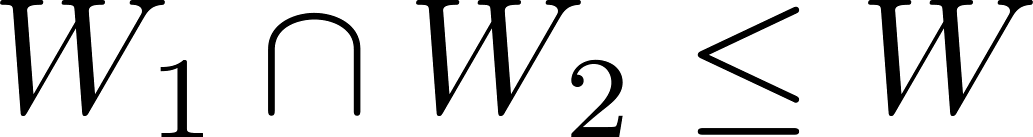 W₁ ∩ W₂ ≤ W